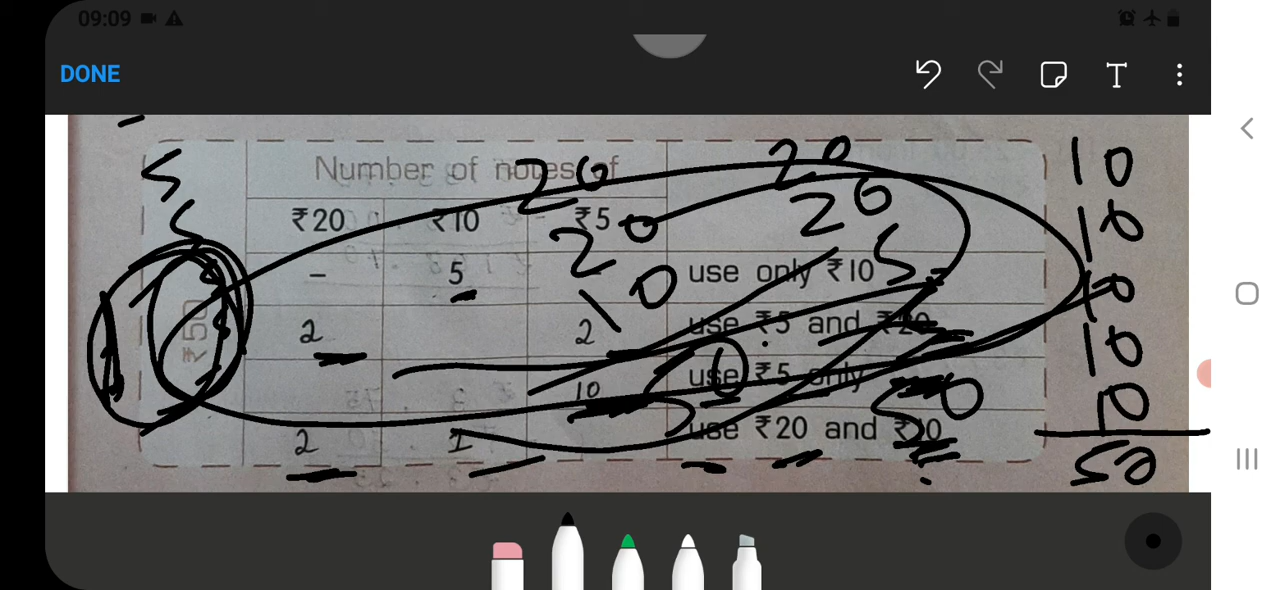 09:09
DONE
T
Number of notes of
₹20 ₹10 ₹5
₹50
- 5 use only ₹10
2 2 use ₹5 and ₹20
10 use ₹5 only
2 1 use ₹20 and ₹10
20
20
10
20
20
5
50
10
10
10
10
10
50